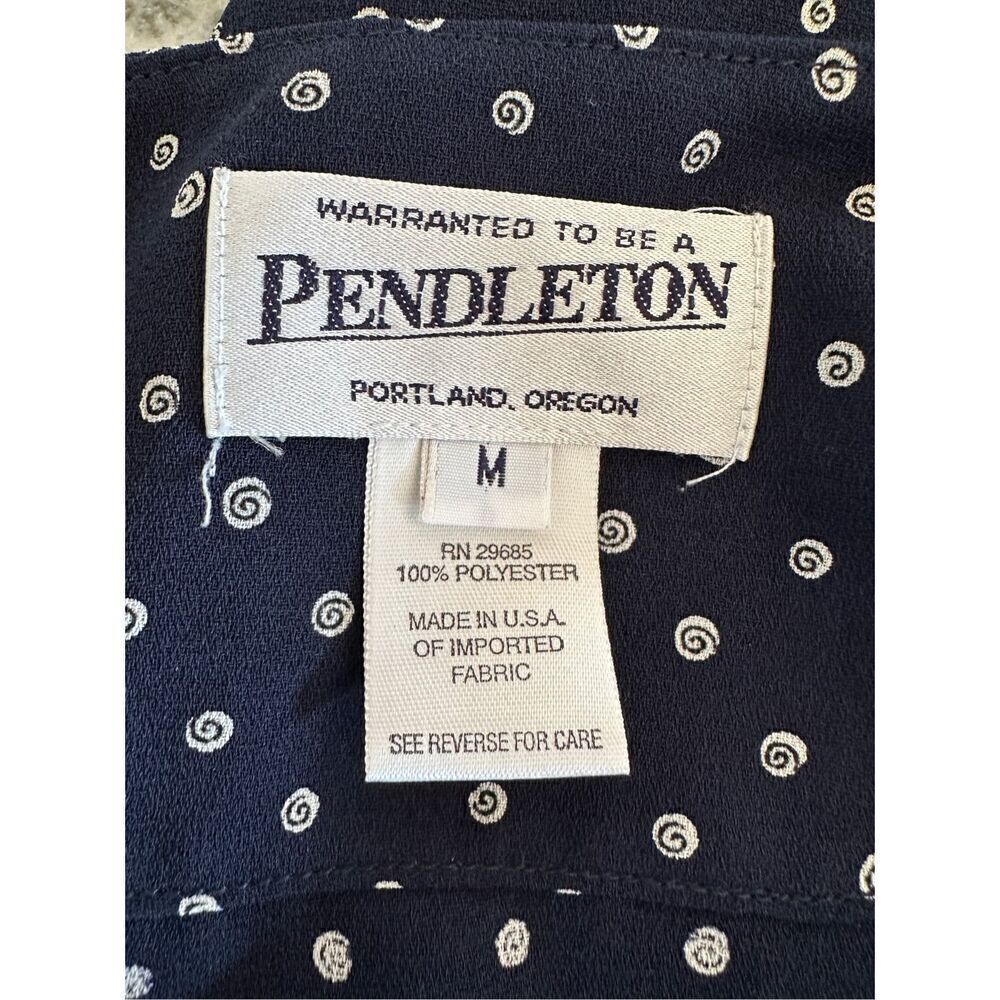 WARRANTED TO BE A
PENDLETON
PORTLAND, OREGON
M
RN 29685
100% POLYESTER
MADE IN U.S.A.
OF IMPORTED
FABRIC
SEE REVERSE FOR CARE